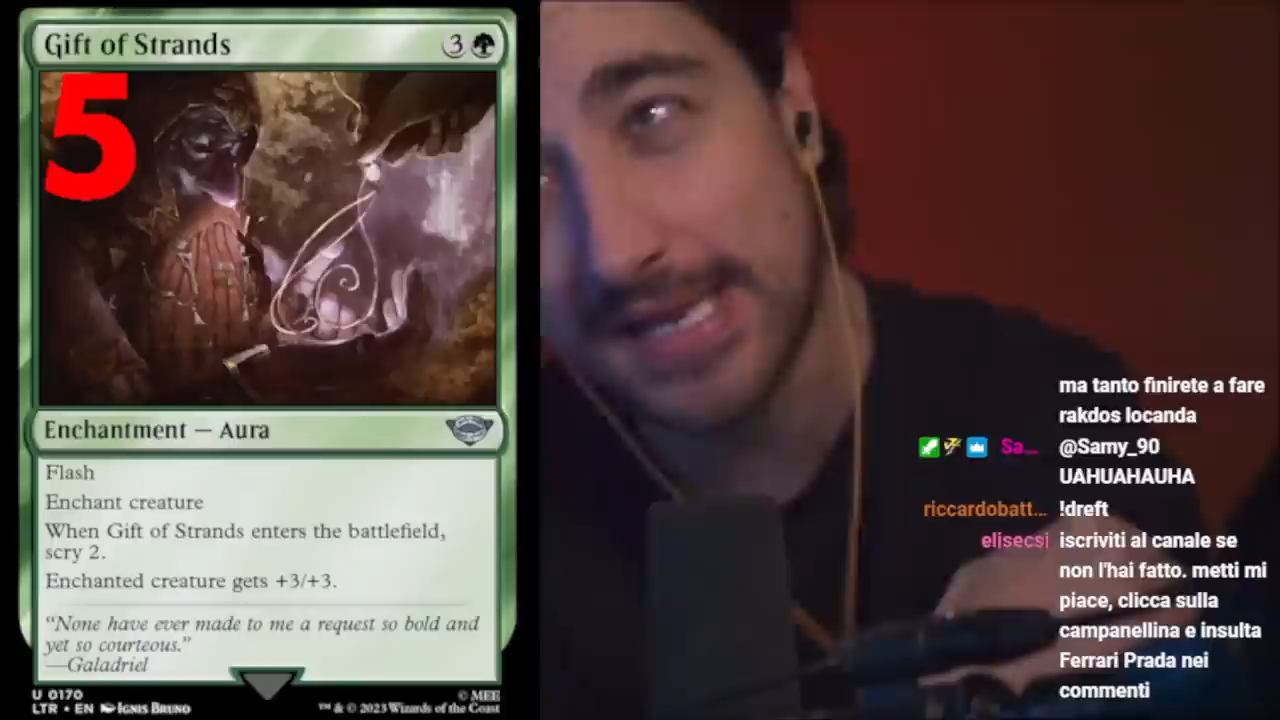 Gift of Strands 3
5
Enchantment — Aura
Flash
Enchant creature
When Gift of Strands enters the battlefield,
scry 2.
Enchanted creature gets +3/+3.
“None have ever made to me a request so bold and
yet so courteous.”
—Galadriel
U 0170
LTR • EN IGNIS BRUNO
© MEE
™ & © 2023 Wizards of the Coast
ma tanto finirete a fare
rakdos locanda
Sa... @Samy_90
UAHUAHAUHA
riccardobatt... !dreft
elisecsi iscriviti al canale se
non l'hai fatto. metti mi
piace, clicca sulla
campanellina e insulta
Ferrari Prada nei
commenti